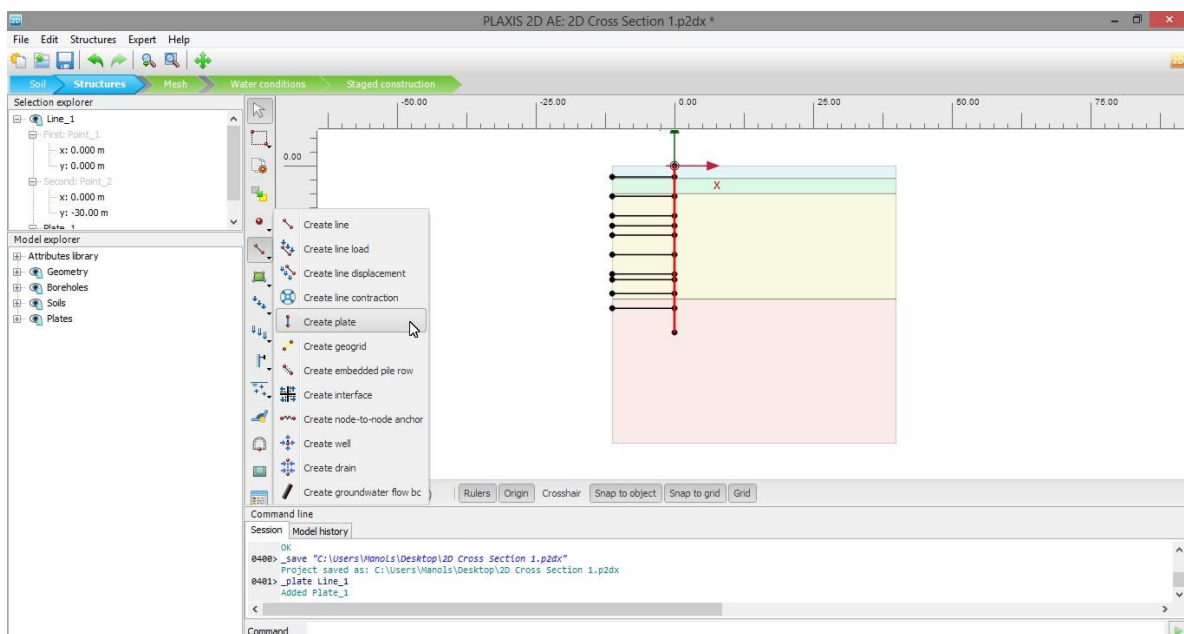 2D
PLAXIS 2D AE: 2D Cross Section 1.p2dx *
File Edit Structures Expert Help
2D
Soil Structures Mesh Water conditions Staged construction
Selection explorer
Line_1
First: Point_1
x: 0.000 m
y: 0.000 m
Second: Point_2
x: 0.000 m
y: -30.00 m
Plate_1
Model explorer
Attributes library
Geometry
Boreholes
Soils
Plates
-50.00 -25.00 0.00 25.00 50.00 75.00
0.00
x
Create line
Create line load
Create line displacement
Create line contraction
Create plate
Create geogrid
Create embedded pile row
Create interface
Create node-to-node anchor
Create well
Create drain
Create groundwater flow bc
) Rulers Origin Crosshair Snap to object Snap to grid Grid
Command line
Session Model history
OK
0400> _save "C:\Users\Manols\Desktop\2D Cross Section 1.p2dx"
Project saved as: C:\Users\Manols\Desktop\2D Cross Section 1.p2dx
0401> _plate Line_1
Added Plate_1
Command